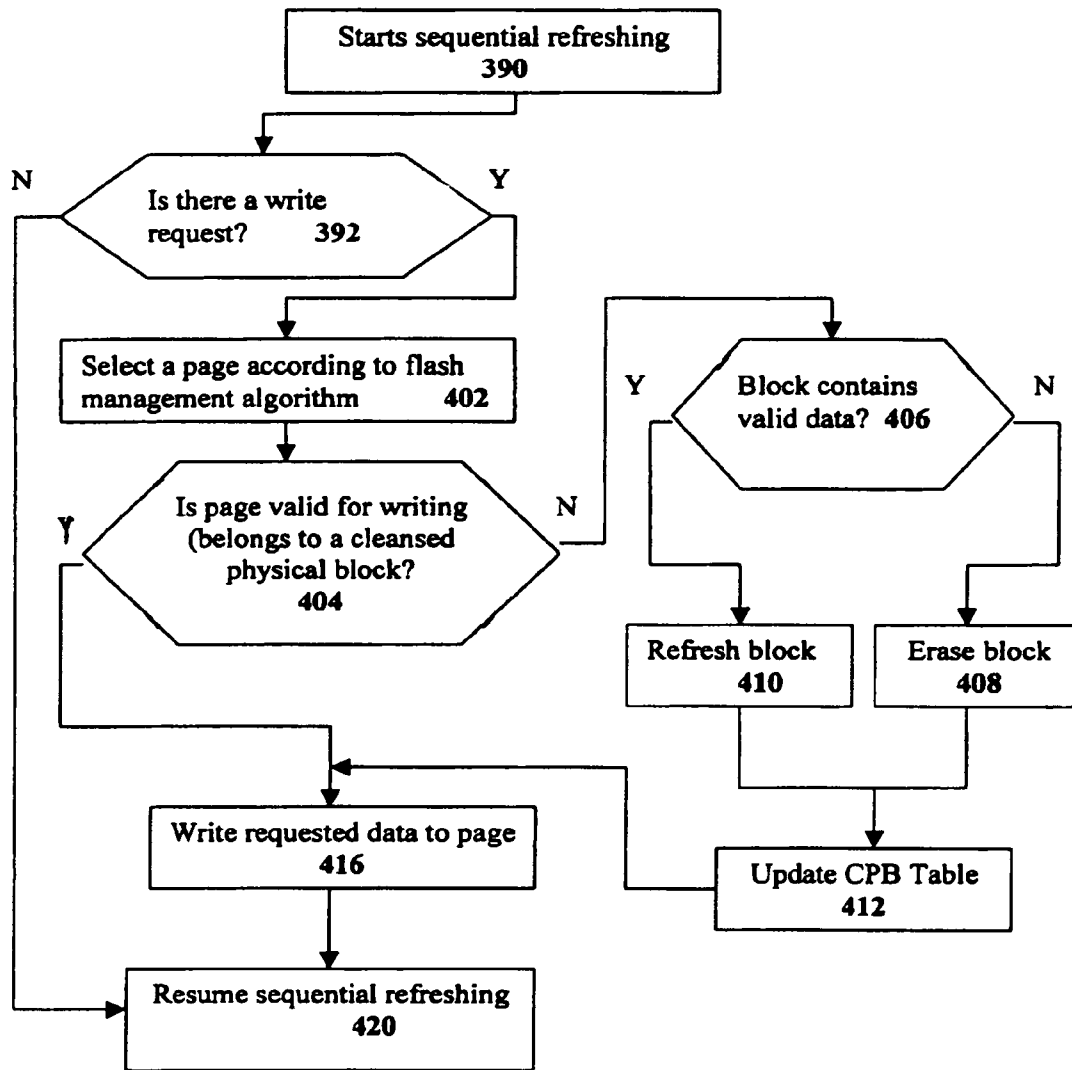 Starts sequential refreshing
390
N
Y
Is there a write
request? 392
Select a page according to flash
management algorithm 402
Y
Block contains
valid data? 406
N
Y
Is page valid for writing
(belongs to a cleansed
physical block?
404
N
Refresh block
410
Erase block
408
Write requested data to page
416
Update CPB Table
412
Resume sequential refreshing
420